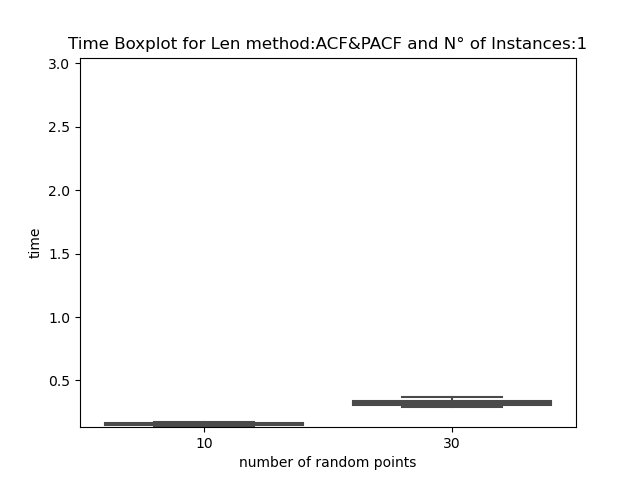 Time Boxplot for Len method:ACF&PACF and N° of Instances:1
3.0
2.5
2.0
1.5
1.0
0.5
time
10 30
number of random points